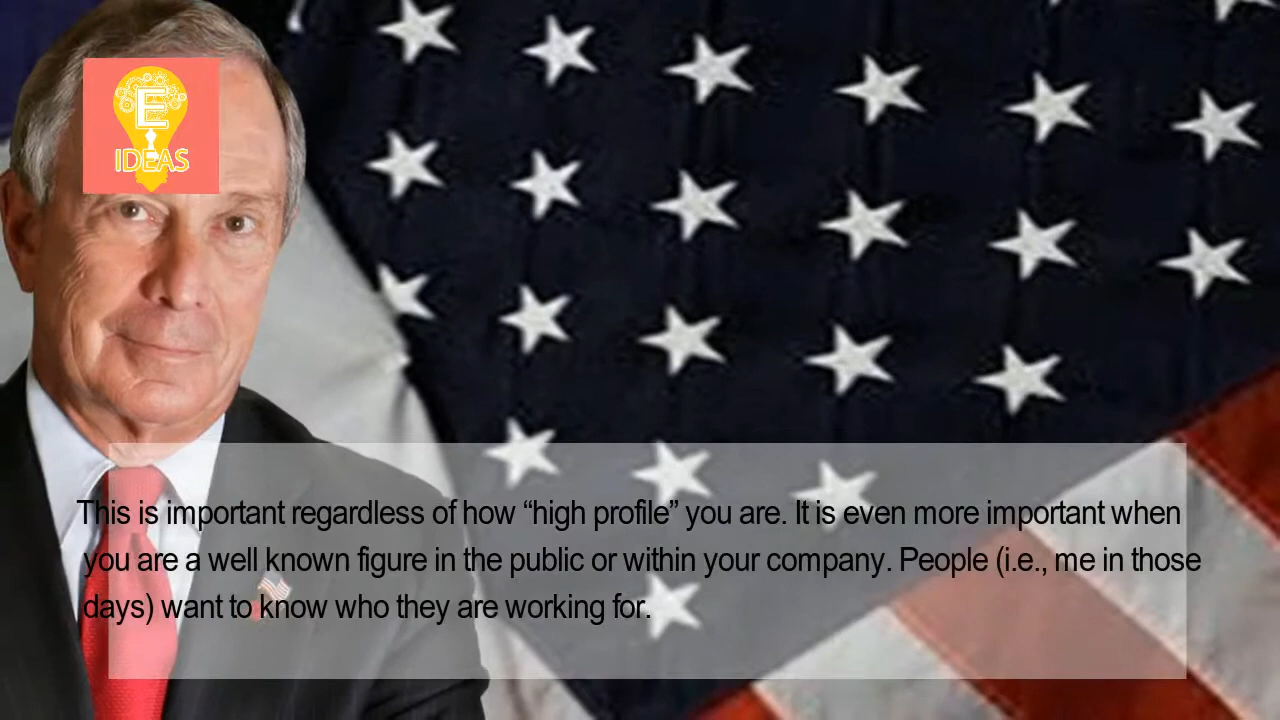 E
IDEAS
This is important regardless of how “high profile” you are. It is even more important when
you are a well known figure in the public or within your company. People (i.e., me in those
days) want to know who they are working for.